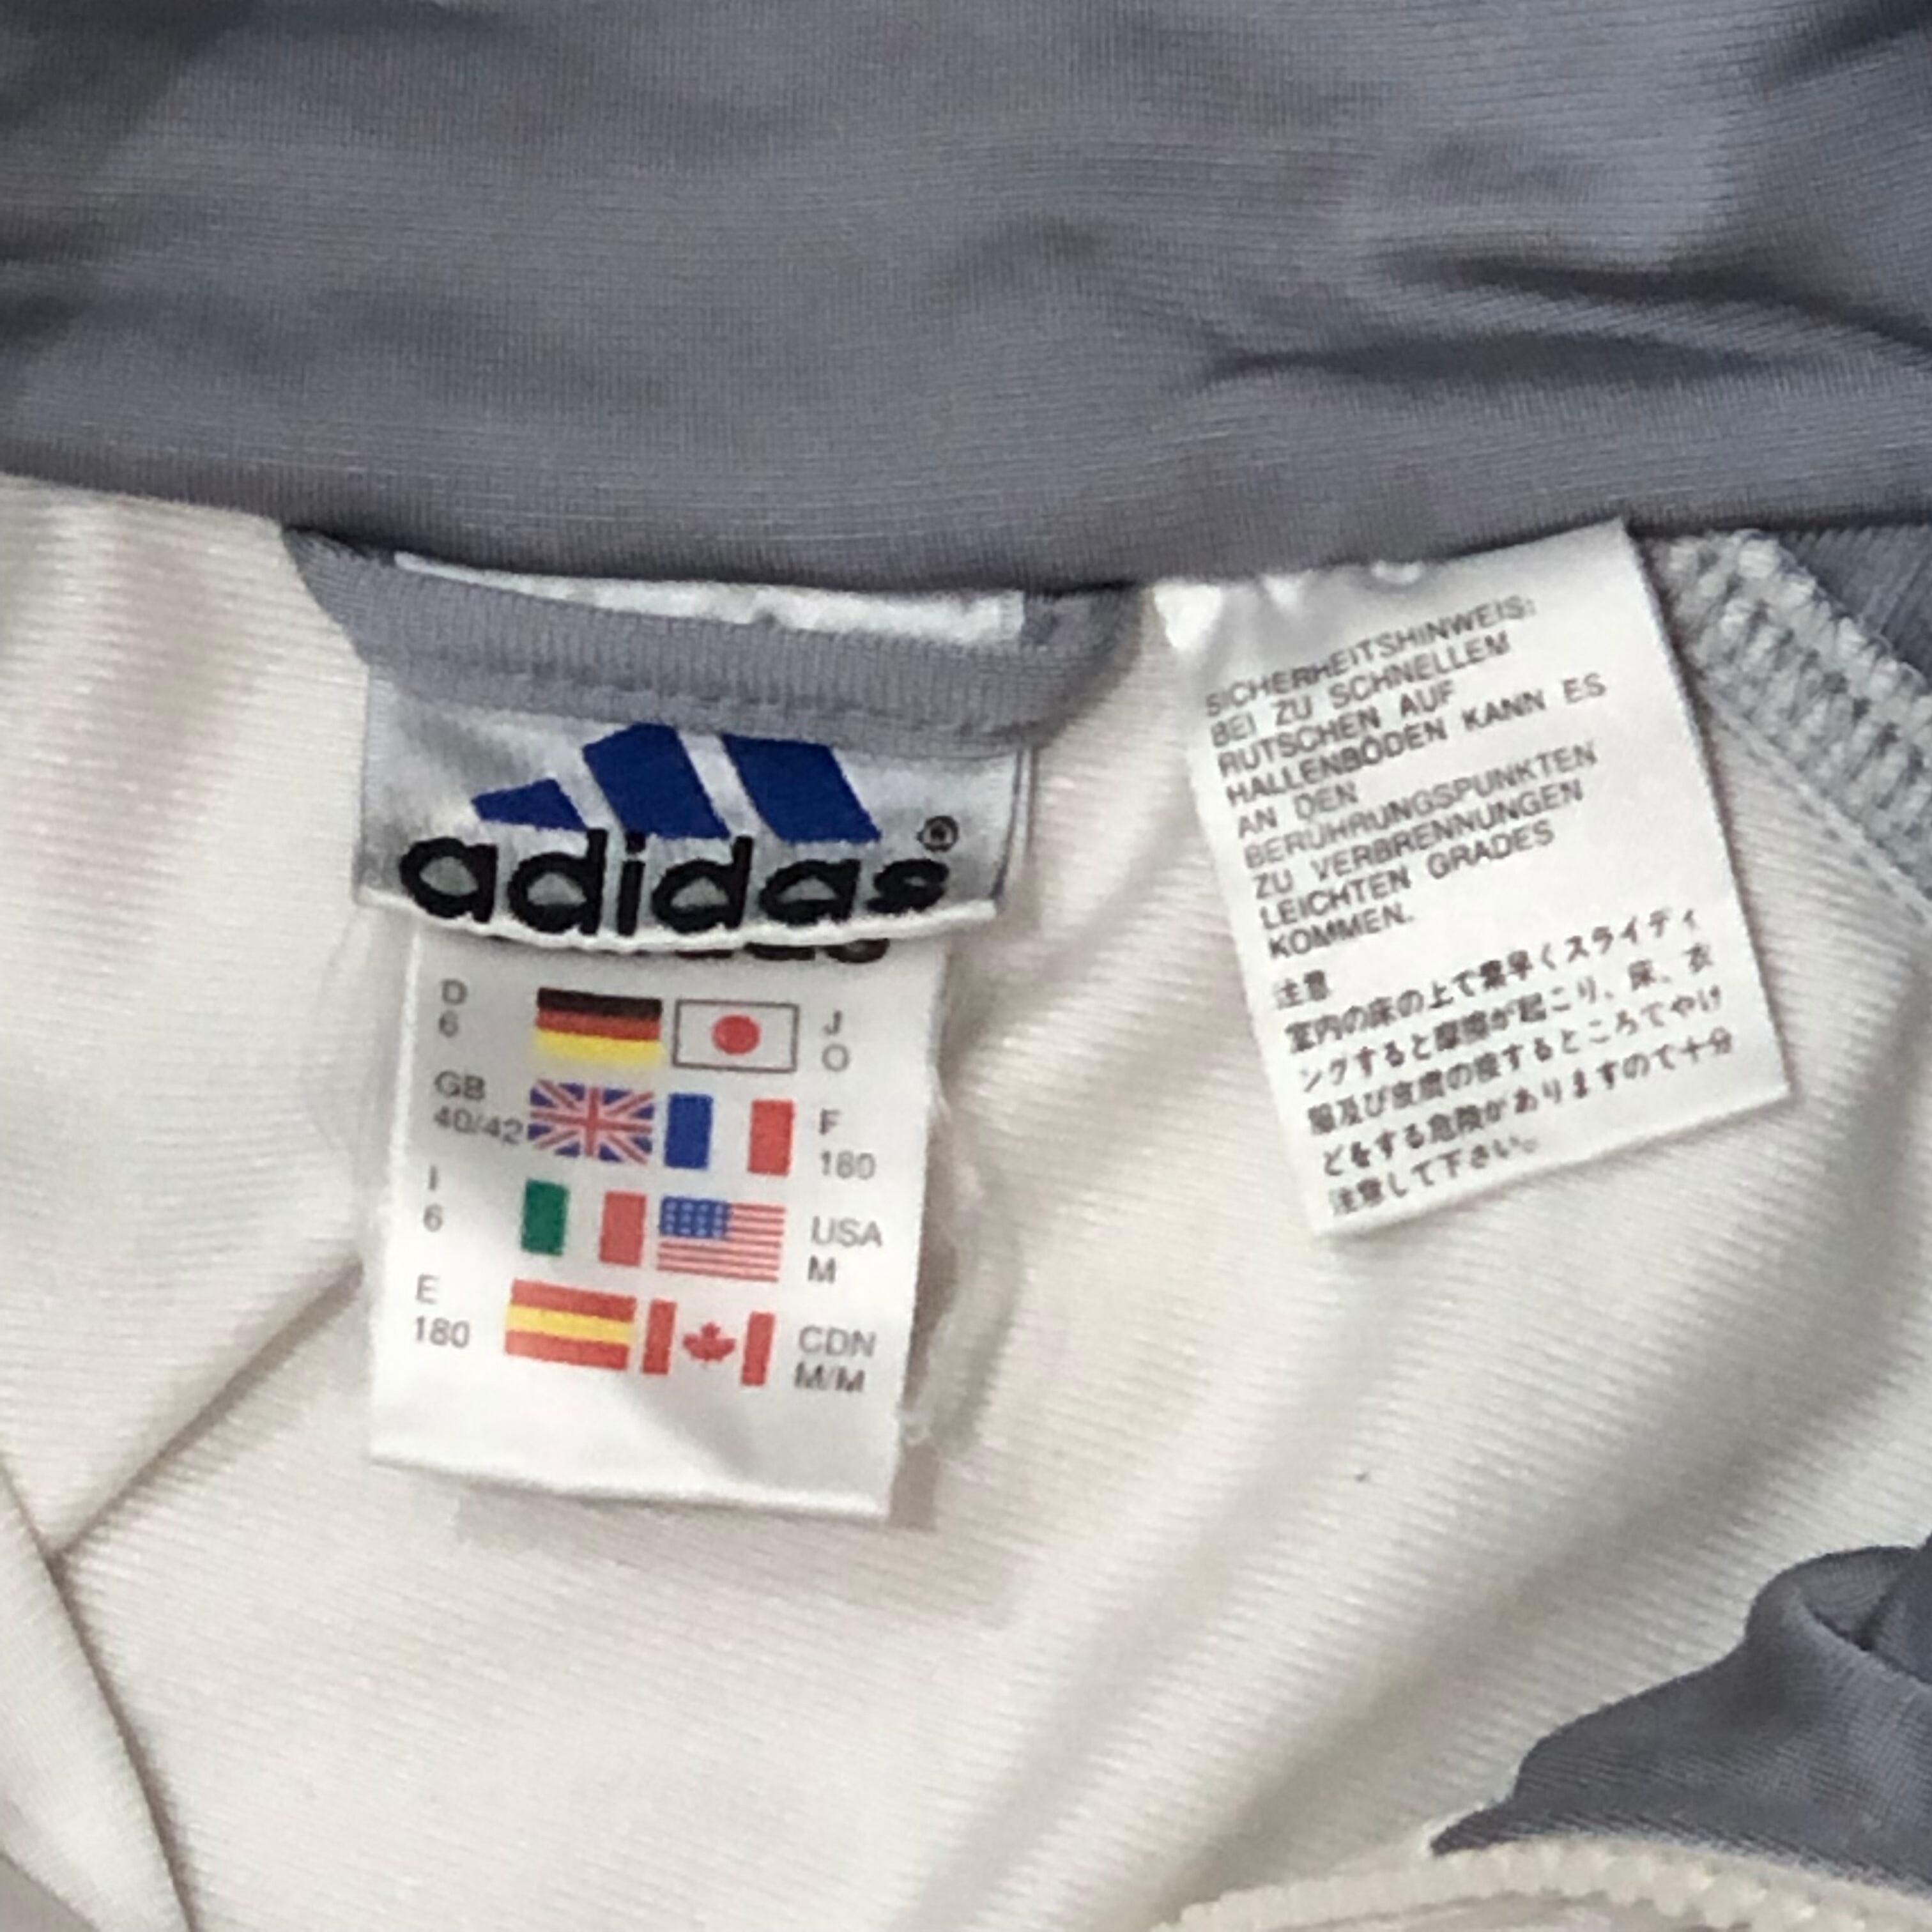 adidas®
D
6
J
O
GB
40/42
F
180
I
6
USA
M
E
180
CDN
M/M
SICHERHEITSHINWEIS:
BEI ZU SCHNELLEM
RUTSCHEN AUF
HALLENBÖDEN KANN ES
AN DEN
BERÜHRUNGSPUNKTEN
ZU VERBRENNUNGEN
LEICHTEN GRADES
KOMMEN.
注意
室内の床の上で素早くスライディ
ングすると摩擦が起こり、床、衣
服及び皮膚の接するところでやけ
どをする危険がありますので十分
注意して下さい。